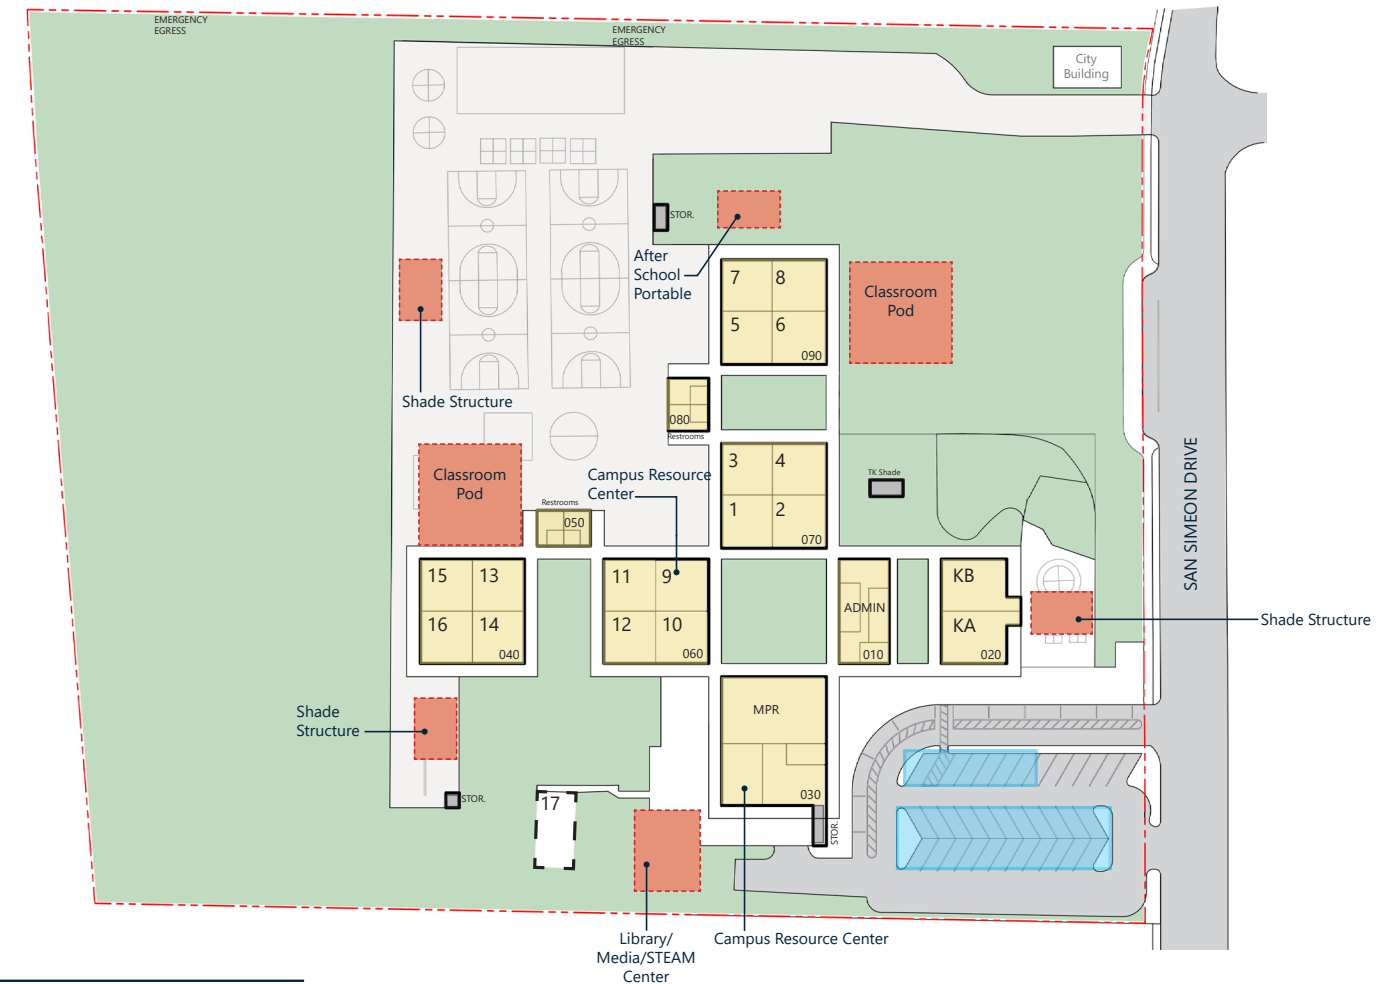 EMERGENCY
EGRESS
EMERGENCY
EGRESS
City
Building
STOR.
After
School
Portable
7
8
5
6
090
Classroom
Pod
Shade Structure
080
Restrooms
3
4
1
2
070
TK Shade
Classroom
Pod
Campus Resource
Center
Restrooms
050
SAN SIMEON DRIVE
15
13
16
14
040
11
9
12
10
060
ADMIN
010
KB
KA
020
Shade Structure
Shade
Structure
MPR
030
STOR.
STOR.
17
Library/
Media/STEAM
Center
Campus Resource Center